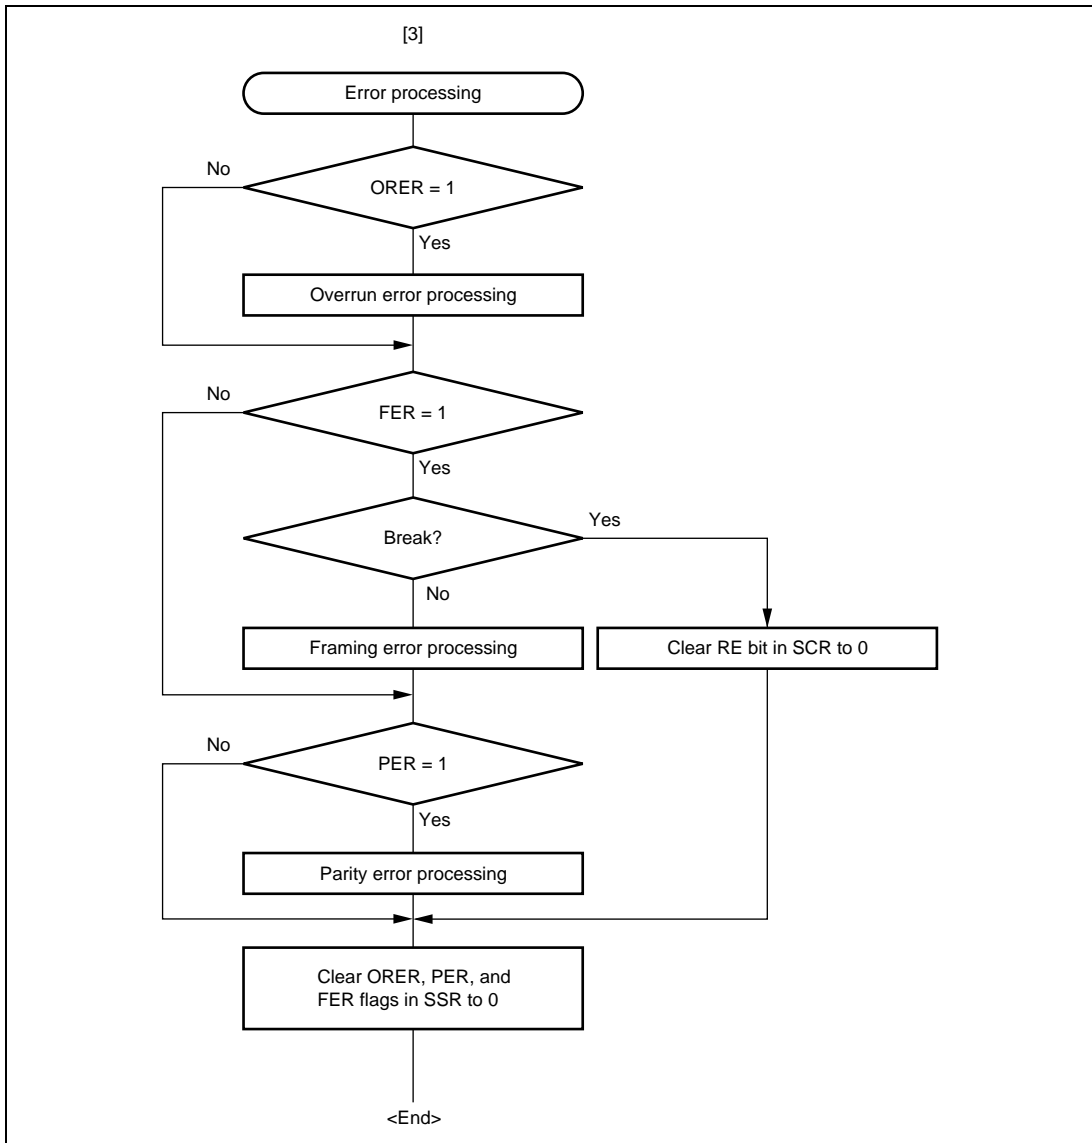 [3]
Error processing
No
ORER = 1
Yes
Overrun error processing
No
FER = 1
Yes
Break?
Yes
No
Framing error processing
Clear RE bit in SCR to 0
No
PER = 1
Yes
Parity error processing
Clear ORER, PER, and
FER flags in SSR to 0
<End>